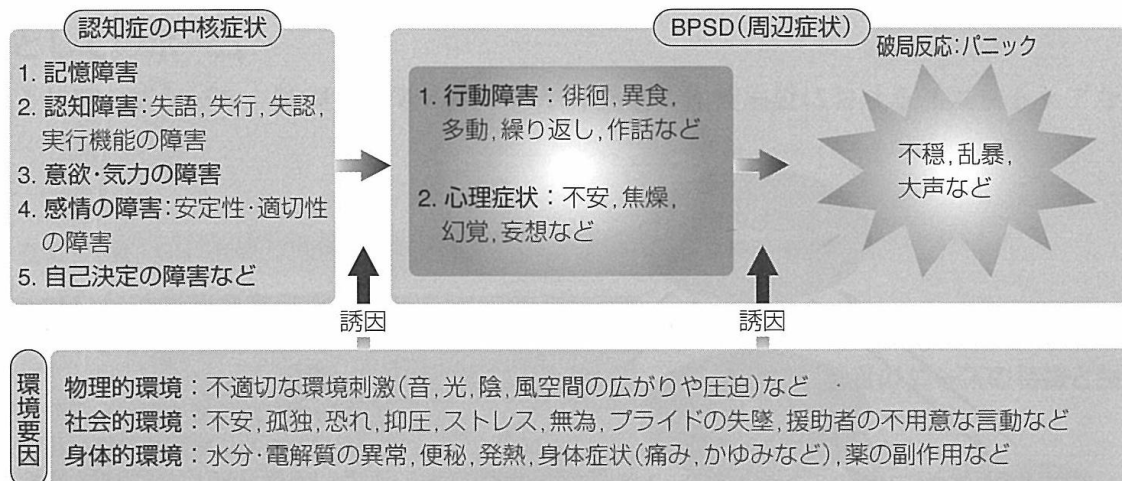 認知症の中核症状
1. 記憶障害
2. 認知障害：失語，失行，失認，
実行機能の障害
3. 意欲・気力の障害
4. 感情の障害：安定性・適切性
の障害
5. 自己決定の障害など
BPSD（周辺症状）
1. 行動障害：徘徊，異食，
多動，繰り返し，作話など
2. 心理症状：不安，焦燥，
幻覚，妄想など
破局反応：パニック
不穏，乱暴，
大声など
誘因
誘因
環境要因
物理的環境：不適切な環境刺激（音，光，陰，風空間の広がりや圧迫）など
社会的環境：不安，孤独，恐れ，抑圧，ストレス，無為，プライドの失墜，援助者の不用意な言動など
身体的環境：水分・電解質の異常，便秘，発熱，身体症状（痛み，かゆみなど），薬の副作用など